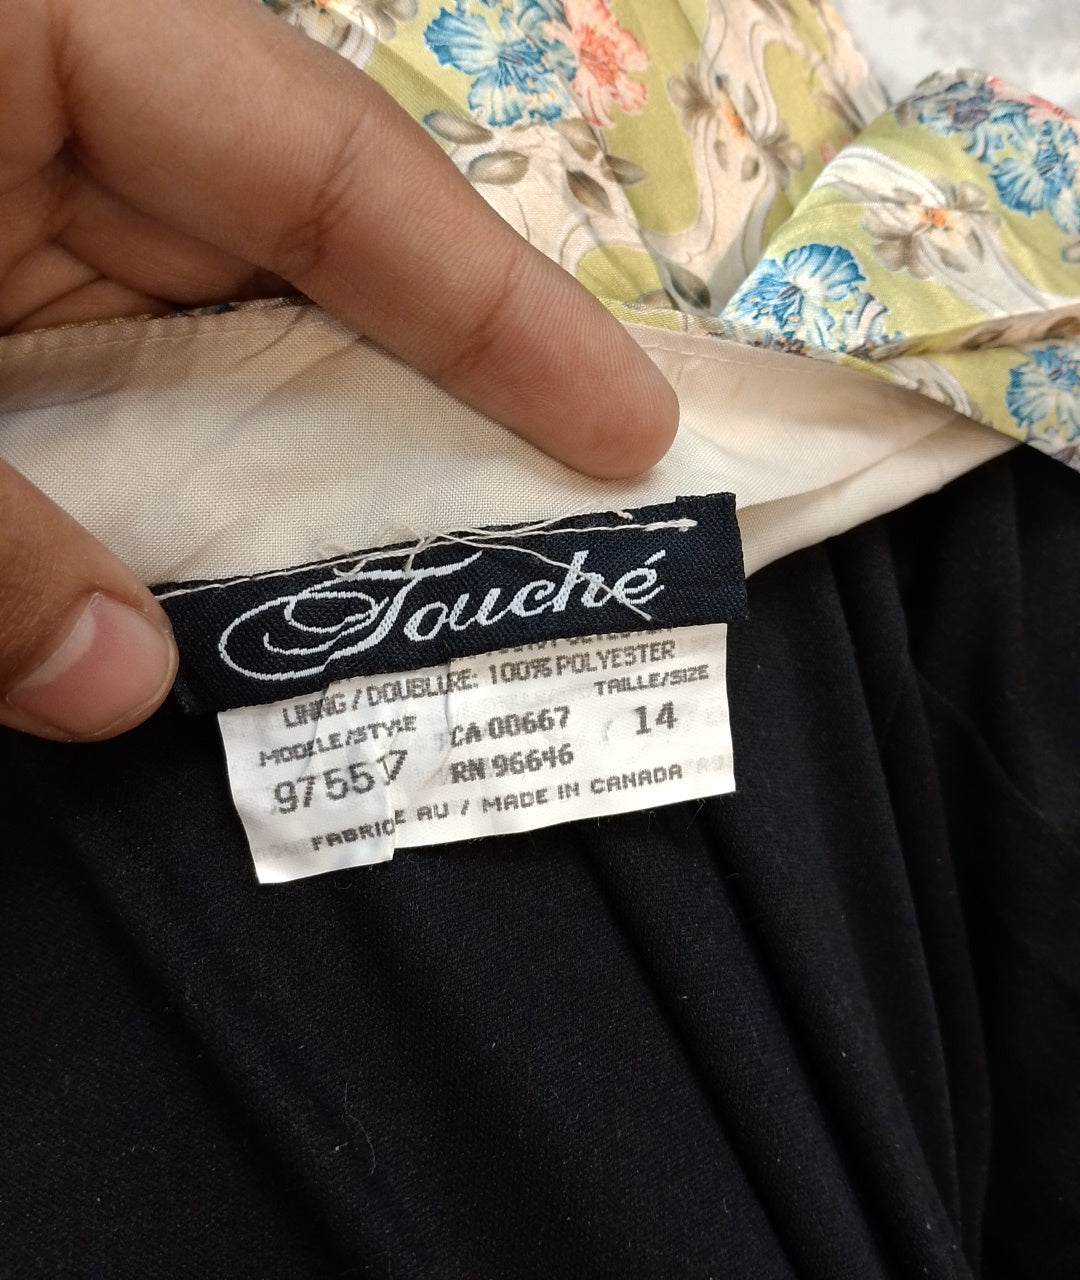 Touché
LINING / DOUBLURE: 100% POLYESTER
MODELE/STYLE CA 00667 TAILLE/SIZE
975517 RN 96646 14
FABRIQUE AU / MADE IN CANADA